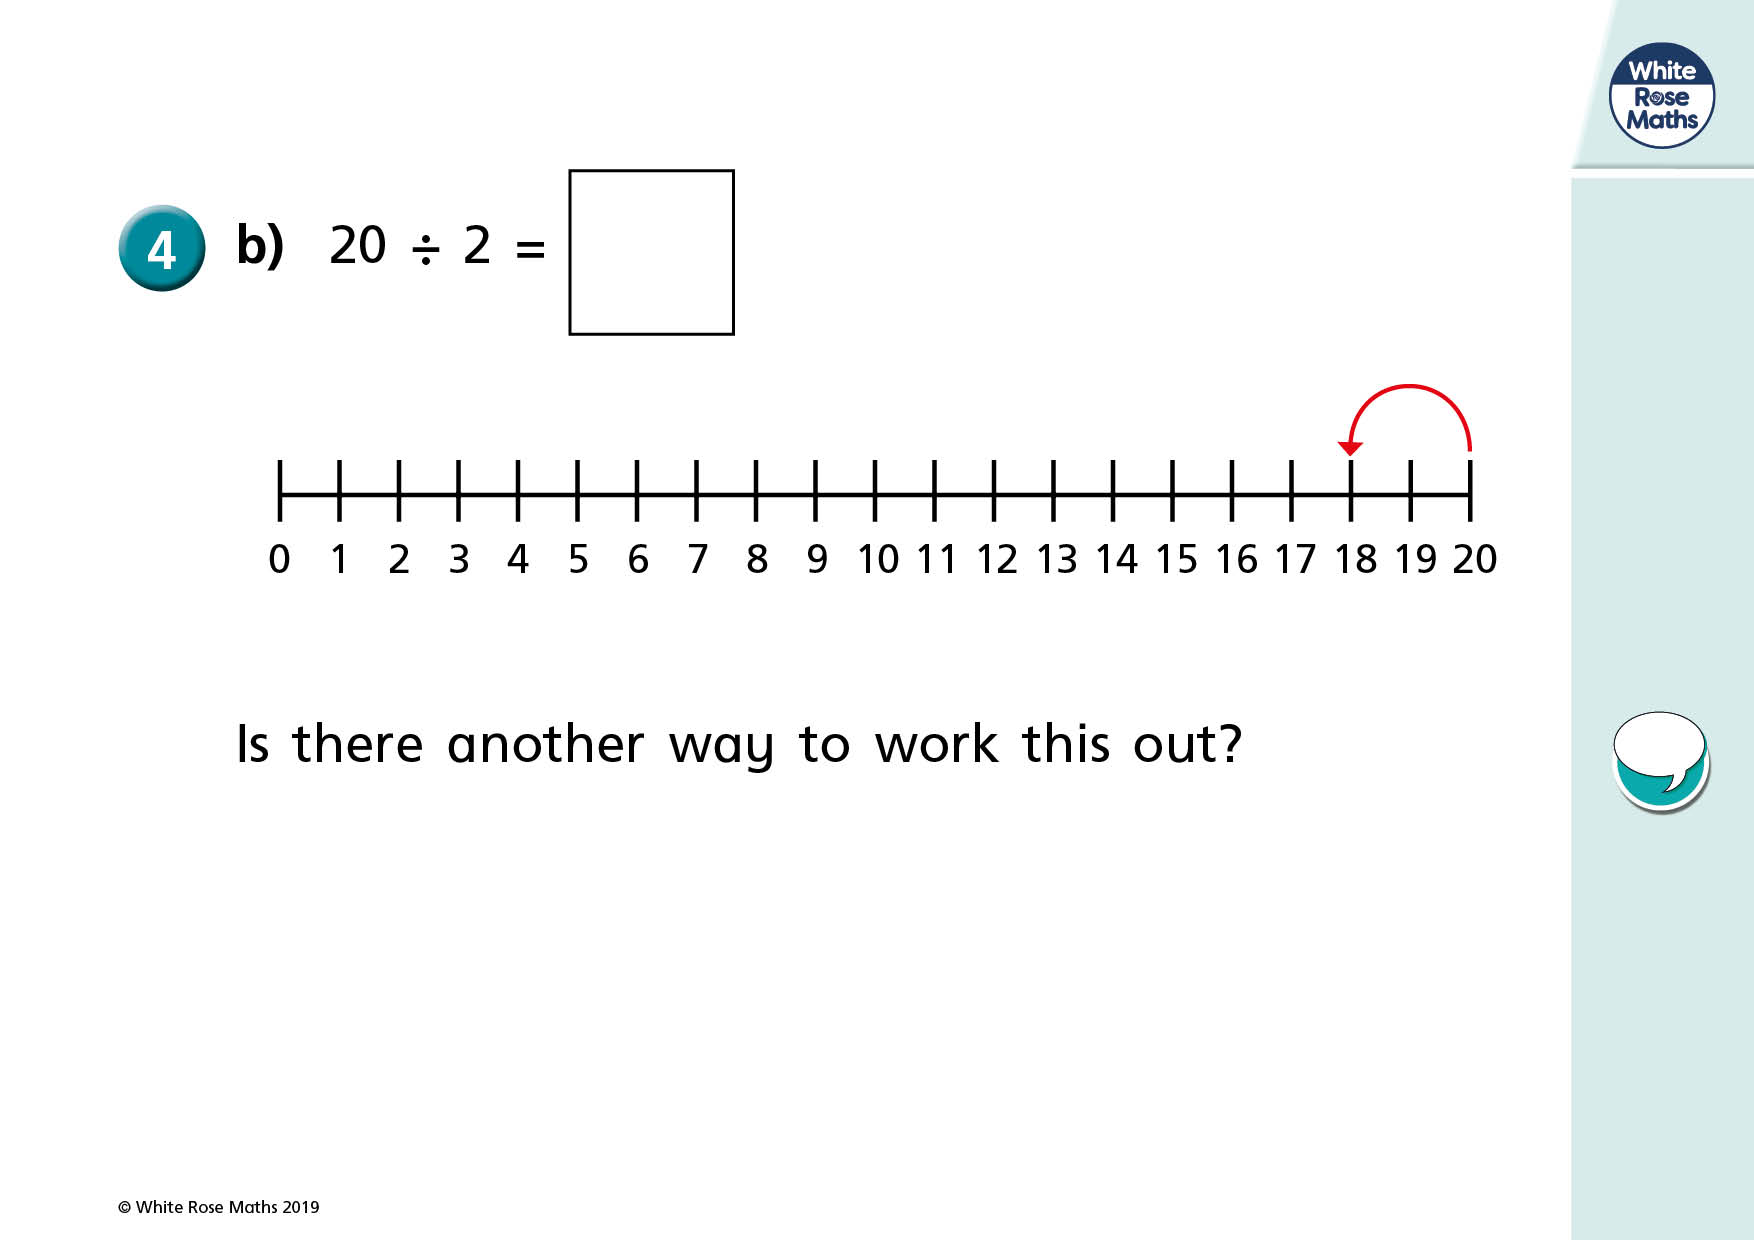 White
Rose
Maths
4 b) 20 ÷ 2 =
0 1 2 3 4 5 6 7 8 9 10 11 12 13 14 15 16 17 18 19 20
Is there another way to work this out?
© White Rose Maths 2019